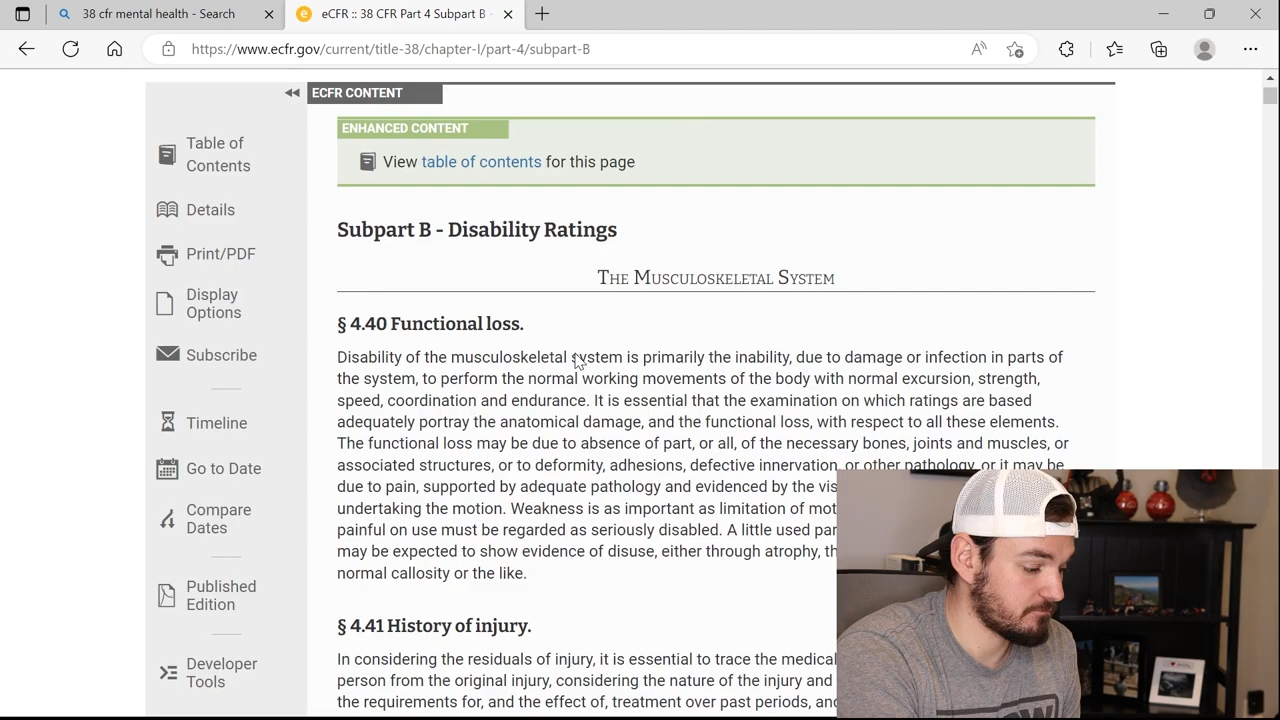 38 cfr mental health - Search
eCFR :: 38 CFR Part 4 Subpart B -
https://www.ecfr.gov/current/title-38/chapter-I/part-4/subpart-B
ECFR CONTENT
Table of
Contents
Details
Print/PDF
Display
Options
Subscribe
Timeline
Go to Date
Compare
Dates
Published
Edition
Developer
Tools
ENHANCED CONTENT
View table of contents for this page
Subpart B - Disability Ratings
The Musculoskeletal System
§ 4.40 Functional loss.
Disability of the musculoskeletal system is primarily the inability, due to damage or infection in parts of
the system, to perform the normal working movements of the body with normal excursion, strength,
speed, coordination and endurance. It is essential that the examination on which ratings are based
adequately portray the anatomical damage, and the functional loss, with respect to all these elements.
The functional loss may be due to absence of part, or all, of the necessary bones, joints and muscles, or
associated structures, or to deformity, adhesions, defective innervation, or other pathology, or it may be
due to pain, supported by adequate pathology and evidenced by the vis
undertaking the motion. Weakness is as important as limitation of mot
painful on use must be regarded as seriously disabled. A little used par
may be expected to show evidence of disuse, either through atrophy, th
normal callosity or the like.
§ 4.41 History of injury.
In considering the residuals of injury, it is essential to trace the medical
person from the original injury, considering the nature of the injury and
the requirements for, and the effect of, treatment over past periods, and